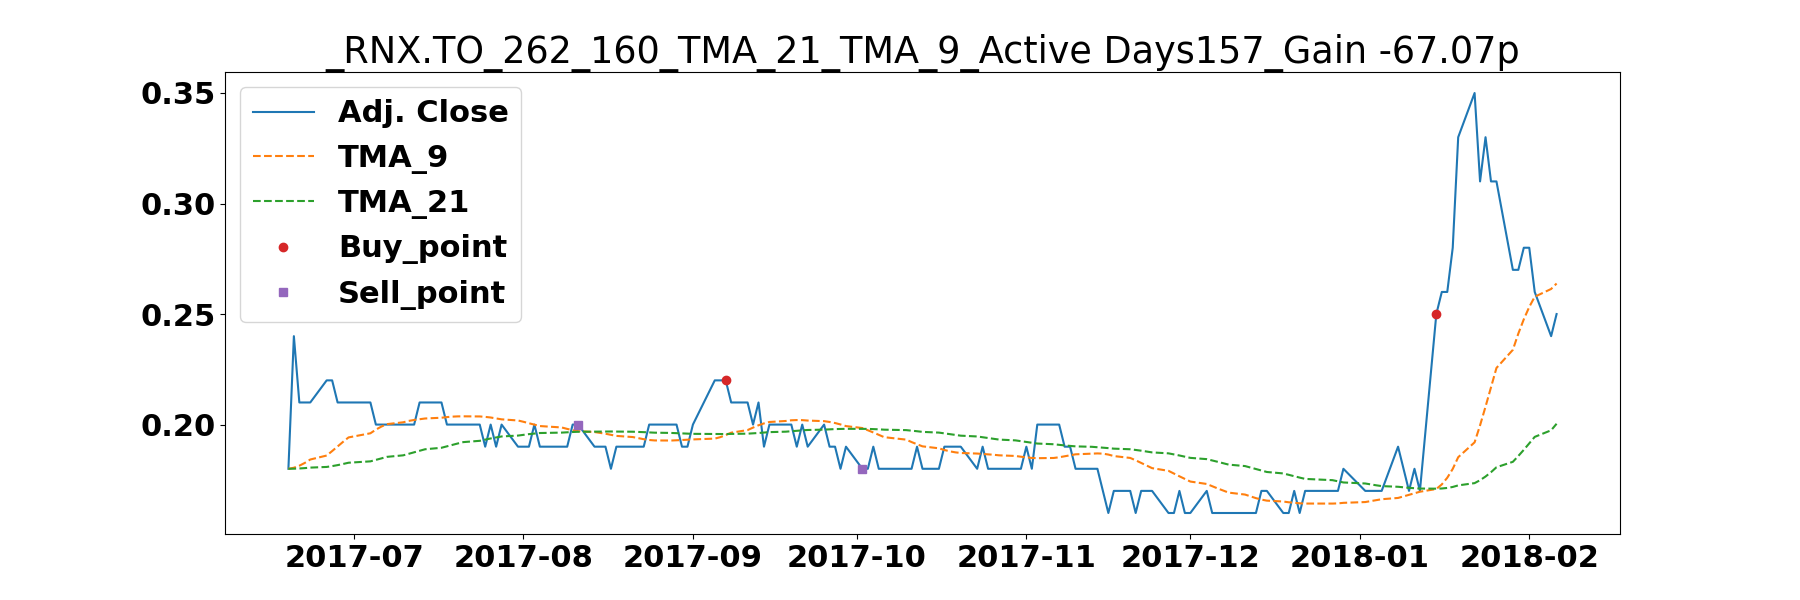 _RNX.TO_262_160_TMA_21_TMA_9_Active Days157_Gain -67.07p
0.35
0.30
0.25
0.20
Adj. Close
TMA_9
TMA_21
Buy_point
Sell_point
2017-07 2017-08 2017-09 2017-10 2017-11 2017-12 2018-01 2018-02